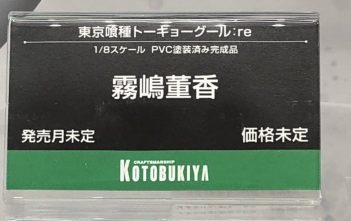 東京喰種トーキョーグール:re
1/8スケール PVC塗装済み完成品
霧嶋董香
発売月未定 価格未定
CRAFTSMANSHIP
KOTOBUKIYA